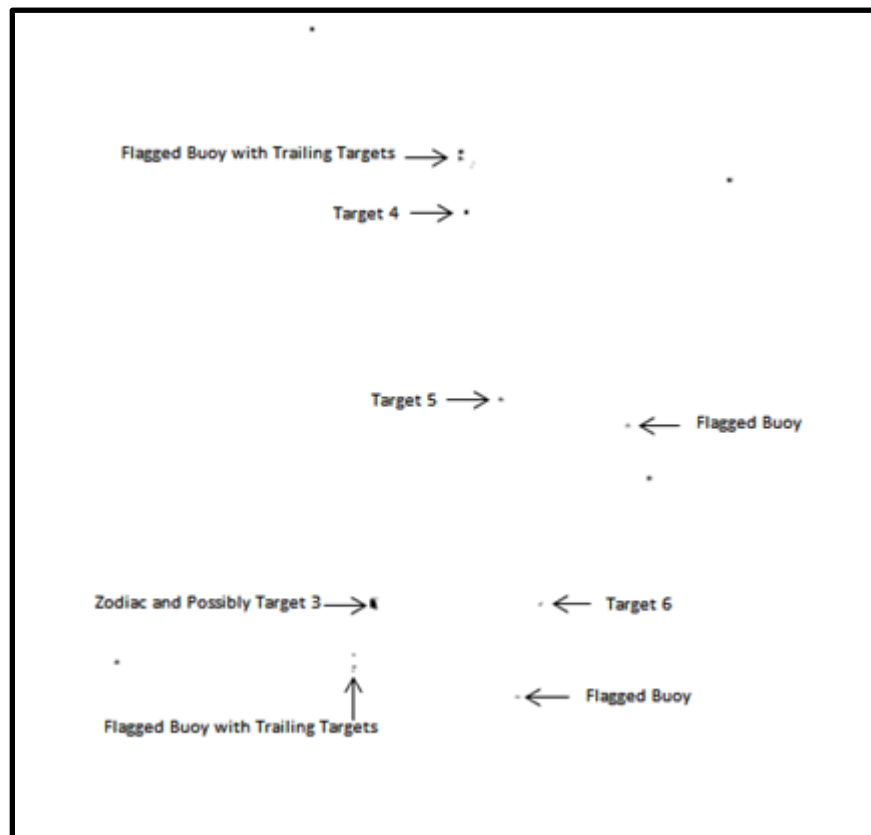 Flagged Buoy with Trailing Targets
Target 4
Target 5
Flagged Buoy
Zodiac and Possibly Target 3
Target 6
Flagged Buoy
Flagged Buoy with Trailing Targets